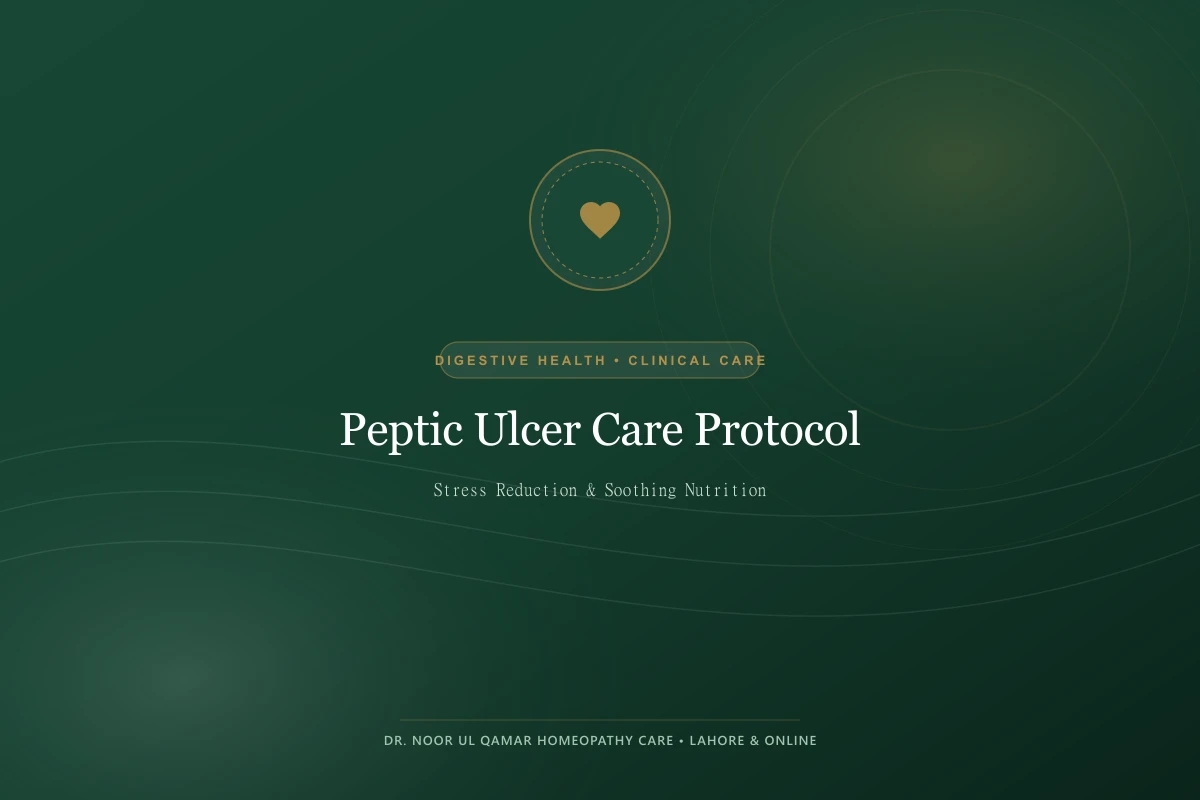 DIGESTIVE HEALTH • CLINICAL CARE
Peptic Ulcer Care Protocol
Stress Reduction & Soothing Nutrition
DR. NOOR UL QAMAR HOMEOPATHY CARE • LAHORE & ONLINE